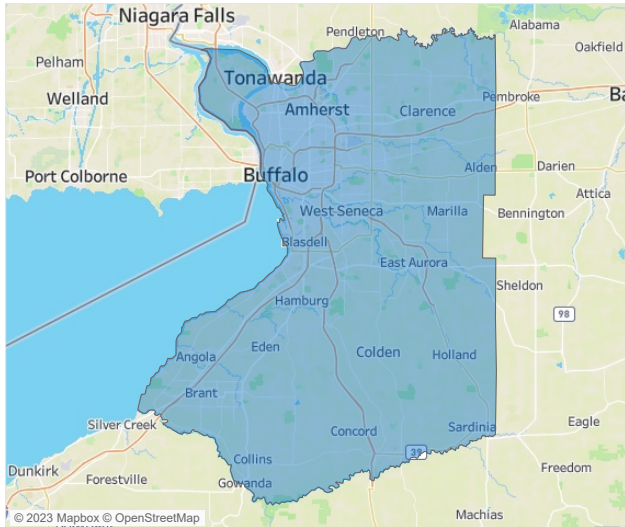 Niagara Falls
Pendleton
Alabama
Oakfield
Pelham
Tonawanda
Welland
Amherst
Clarence
Pembroke
Ba
Port Colborne
Buffalo
Alden
Darien
Attica
West Seneca
Marilla
Bennington
Blasdell
East Aurora
Sheldon
Hamburg
98
Eden
Colden
Holland
Angola
Brant
Silver Creek
Concord
Sardinia
Eagle
39
Collins
Dunkirk
Forestville
Gowanda
Freedom
© 2023 Mapbox © OpenStreetMap
Machias